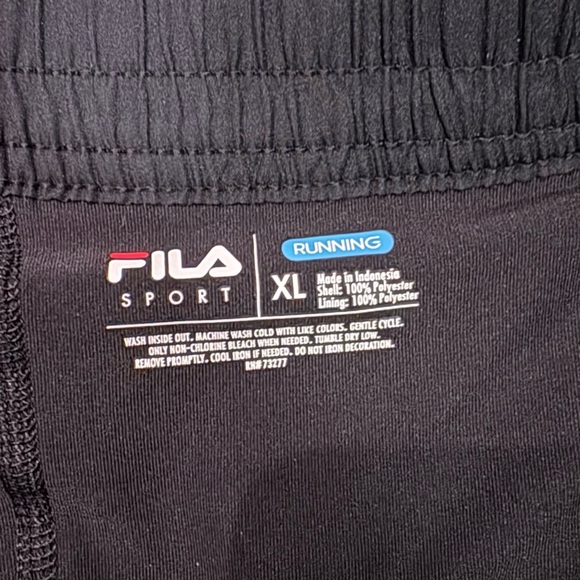 FILA
SPORT
XL
RUNNING
Made in Indonesia
Shell: 100% Polyester
Lining: 100% Polyester
WASH INSIDE OUT. MACHINE WASH COLD WITH LIKE COLORS. GENTLE CYCLE.
ONLY NON-CHLORINE BLEACH WHEN NEEDED. TUMBLE DRY LOW.
REMOVE PROMPTLY. COOL IRON IF NEEDED. DO NOT IRON DECORATION.
RN# 73277